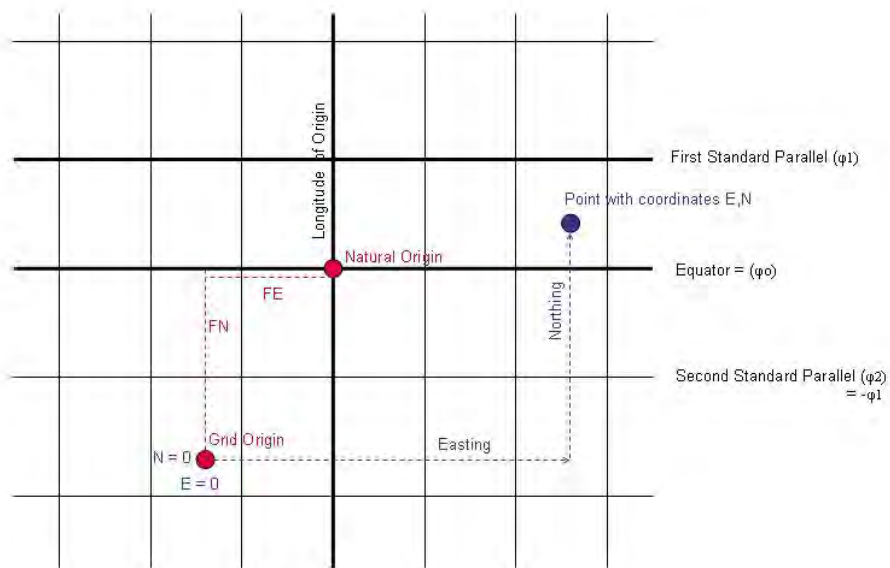 Longitude of Origin
First Standard Parallel (φ1)
Point with coordinates E,N
Natural Origin
Equator = (φo)
FE
FN
Northing
Second Standard Parallel (φ2)
= -φ1
Grid Origin
Easting
N = 0
E = 0